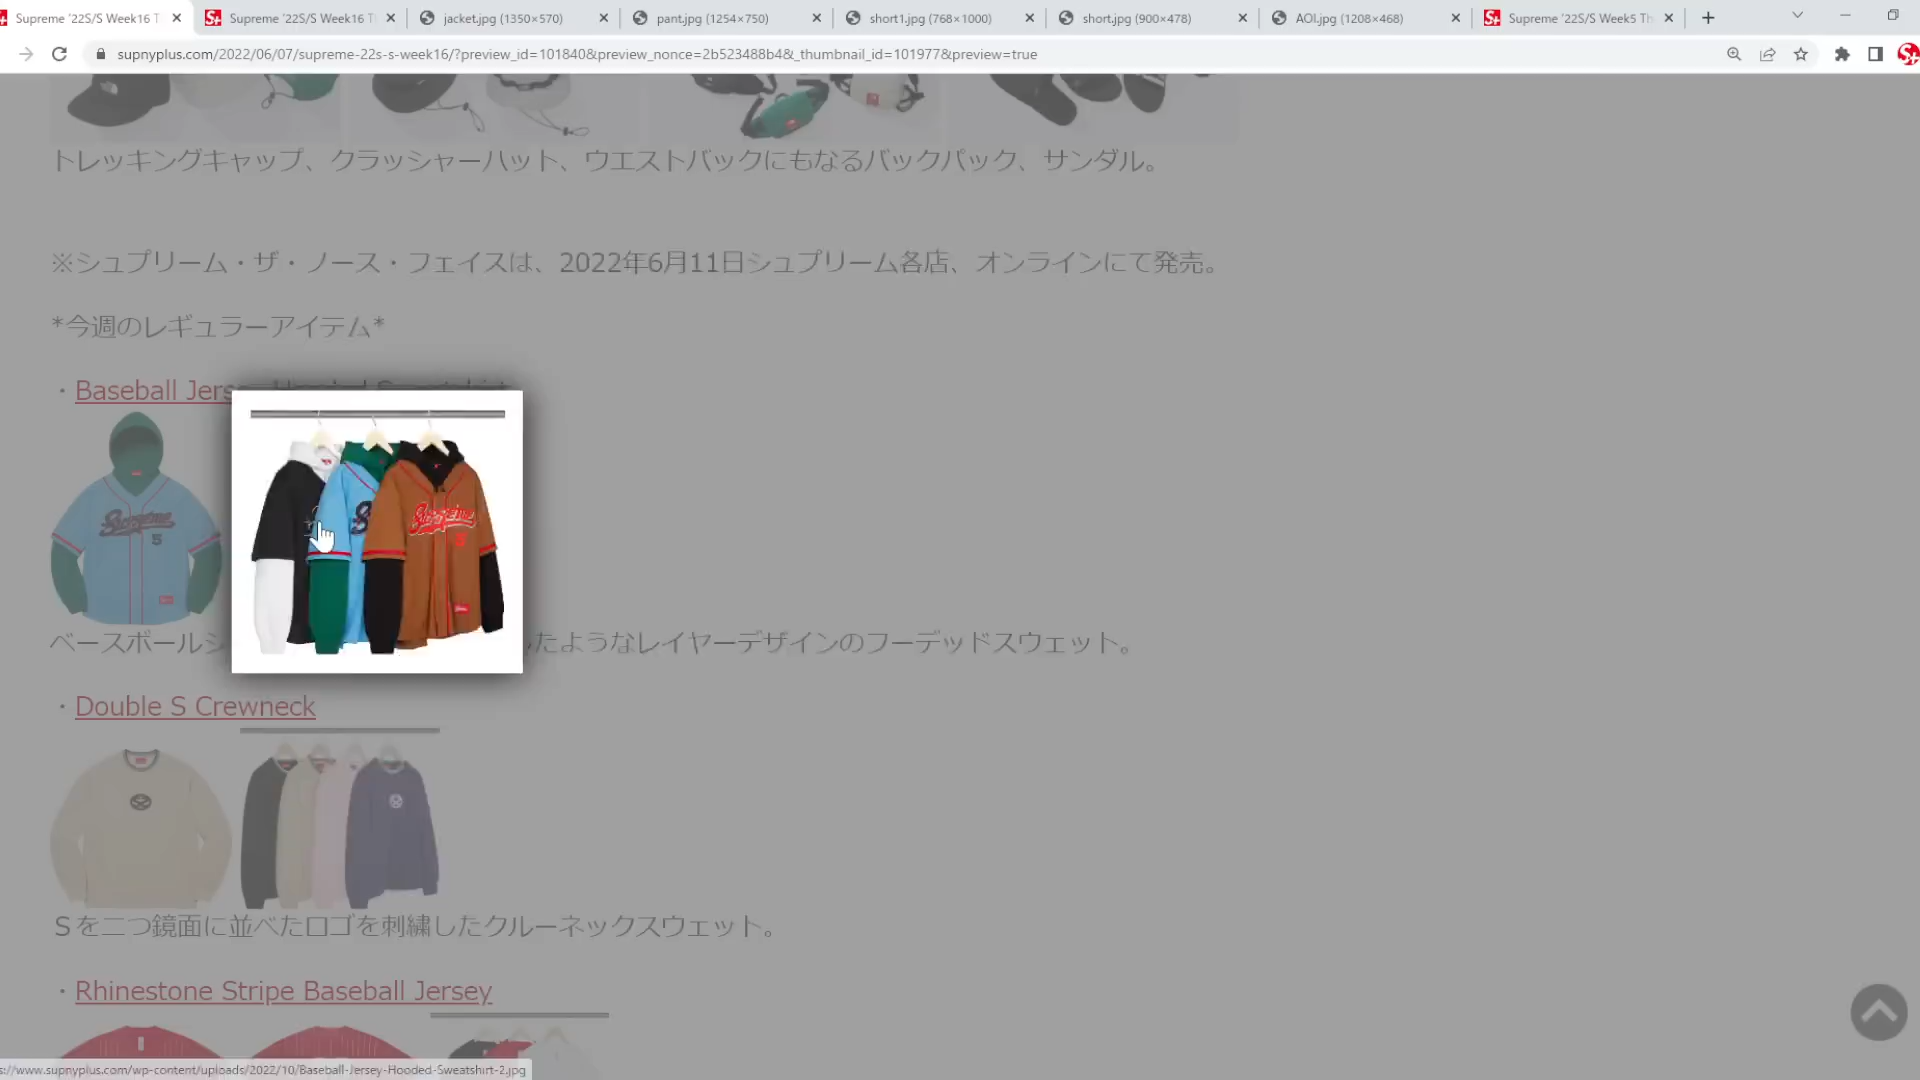 Supreme '22S/S Week16 T
Supreme '22S/S Week16 T
jacket.jpg (1350×570)
pant.jpg (1254×750)
short1.jpg (768×1000)
short.jpg (900×478)
AOI.jpg (1208×468)
Supreme '22S/S Week5 Th
supnyplus.com/2022/06/07/supreme-22s-s-week16/?preview_id=101840&preview_nonce=2b523488b4&_thumbnail_id=101977&preview=true
トレッキングキャップ、クラッシャーハット、ウエストバックにもなるバックパック、サンダル。
※シュプリーム・ザ・ノース・フェイスは、2022年6月11日シュプリーム各店、オンラインにて発売。
*今週のレギュラーアイテム*
・Baseball Jersey Hooded Sweatshirt
Supreme
5
Supreme
5
ベースボールジ
たようなレイヤーデザインのフーデッドスウェット。
・Double S Crewneck
Sを二つ鏡面に並べたロゴを刺繍したクルーネックスウェット。
・Rhinestone Stripe Baseball Jersey
s://www.supnyplus.com/wp-content/uploads/2022/10/Baseball-Jersey-Hooded-Sweatshirt-2.jpg